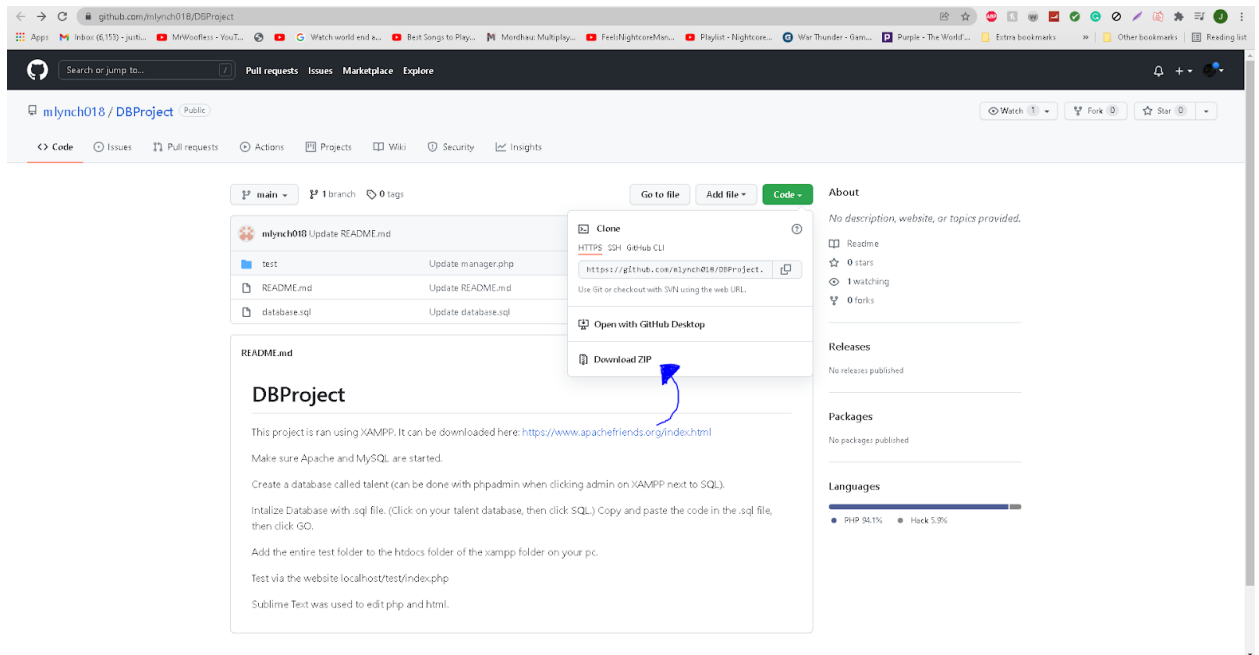 github.com/mlynch018/DBProject
Apps Inbox (6,153) - justi... MrWoofless - YouT... Watch world end a... Best Songs to Play... Mordhau: Multiplay... FeelsNightcoreMan... Playlist - Nightcore... War Thunder - Gam... Purple - The World'... Extra bookmarks » Other bookmarks Reading list
Search or jump to... / Pull requests Issues Marketplace Explore
mlynch018 / DBProject Public Watch 1 Fork 0 Star 0
Code Issues Pull requests Actions Projects Wiki Security Insights
main 1 branch 0 tags Go to file Add file Code
mlynch018 Update README.md
test Update manager.php
README.md Update README.md
database.sql Update database.sql
Clone
HTTPS SSH GitHub CLI
https://github.com/mlynch018/DBProject.
Use Git or checkout with SVN using the web URL.
Open with GitHub Desktop
Download ZIP
README.md
DBProject
This project is ran using XAMPP. It can be downloaded here: https://www.apachefriends.org/index.html
Make sure Apache and MySQL are started.
Create a database called talent (can be done with phpadmin when clicking admin on XAMPP next to SQL).
Intalize Database with .sql file. (Click on your talent database, then click SQL.) Copy and paste the code in the .sql file,
then click GO.
Add the entire test folder to the htdocs folder of the xampp folder on your pc.
Test via the website localhost/test/index.php
Sublime Text was used to edit php and html.
About
No description, website, or topics provided.
Readme
0 stars
1 watching
0 forks
Releases
No releases published
Packages
No packages published
Languages
PHP 94.1% Hack 5.9%